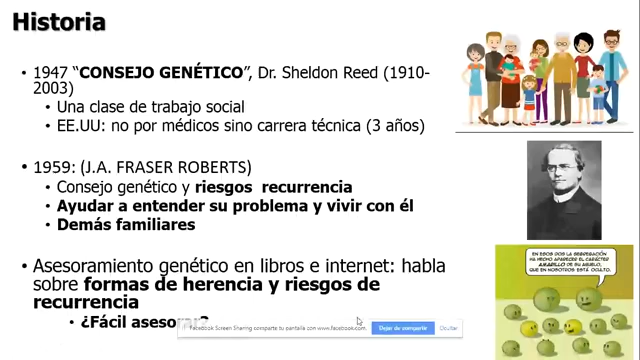 Historia
• 1947 "CONSEJO GENÉTICO", Dr. Sheldon Reed (1910-
2003)
• Una clase de trabajo social
• EE.UU: no por médicos sino carrera técnica (3 años)
• 1959: (J.A. FRASER ROBERTS)
• Consejo genético y riesgos recurrencia
• Ayudar a entender su problema y vivir con él
• Demás familiares
• Asesoramiento genético en libros e internet: habla
sobre formas de herencia y riesgos de
recurrencia
• ¿Fácil asesorar?
Facebook Screen Sharing comparte tu pantalla con www.facebook.com.
Dejar de compartir
Ocultar
EN ESOS DOS LA SEGREGACIÓN
HA HECHO APARECER EL CARÁCTER
AMARILLO DE SU ABUELO,
QUE EN NOSOTROS ESTÁ OCULTO.